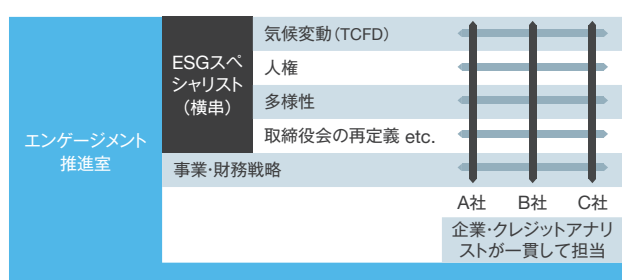 エンゲージメント
推進室
ESGスペ
シャリスト
（横串）
気候変動（TCFD）
人権
多様性
取締役会の再定義 etc.
事業・財務戦略
A社 B社 C社
企業・クレジットアナリ
ストが一貫して担当